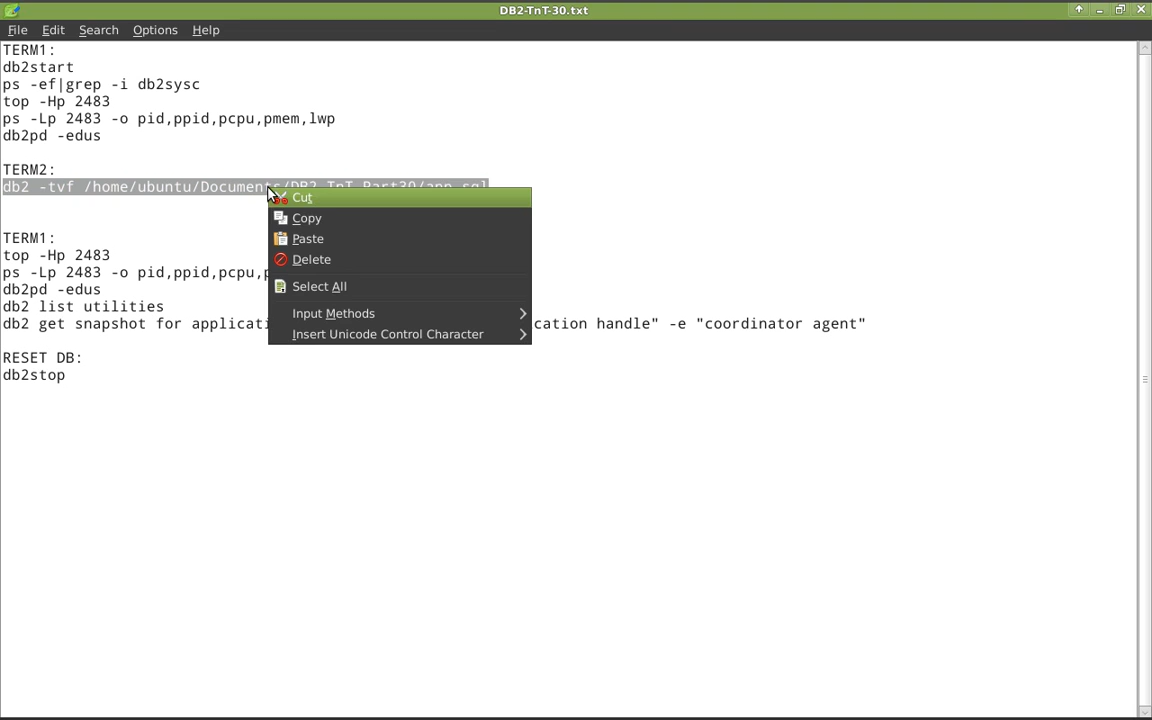 DB2-TnT-30.txt
File Edit Search Options Help
TERM1:
db2start
ps -ef|grep -i db2sysc
top -Hp 2483
ps -Lp 2483 -o pid,ppid,pcpu,pmem,lwp
db2pd -edus
TERM2:
db2 -tvf /home/ubuntu/Documents/DB2-TnT-Part30/app.sql
Cut
Copy
Paste
Delete
Select All
Input Methods
Insert Unicode Control Character
TERM1:
top -Hp 2483
ps -Lp 2483 -o pid,ppid,pcpu,
db2pd -edus
db2 list utilities
db2 get snapshot for applicati cation handle" -e "coordinator agent"
RESET DB:
db2stop